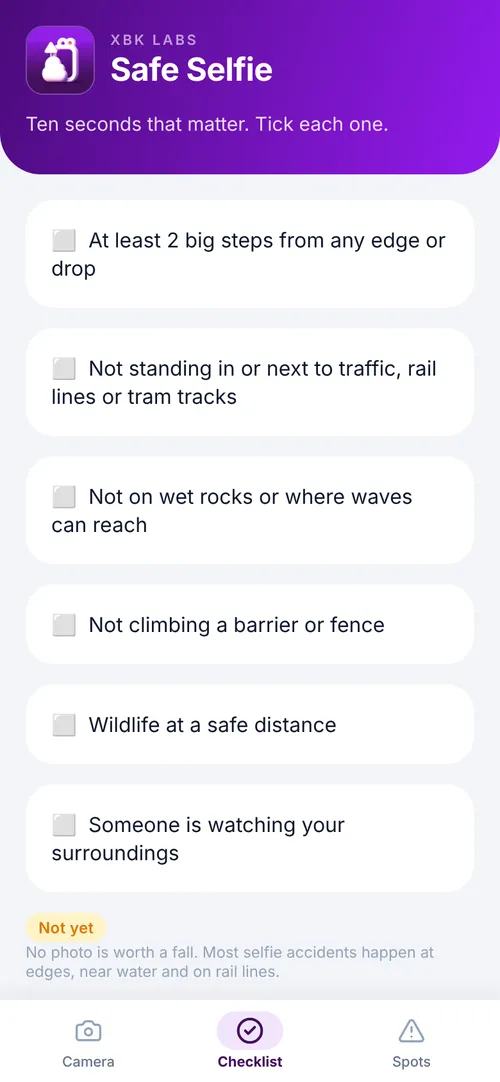 XBK LABS
Safe Selfie
Ten seconds that matter. Tick each one.
At least 2 big steps from any edge or
drop
Not standing in or next to traffic, rail
lines or tram tracks
Not on wet rocks or where waves
can reach
Not climbing a barrier or fence
Wildlife at a safe distance
Someone is watching your
surroundings
Not yet
No photo is worth a fall. Most selfie accidents happen at
edges, near water and on rail lines.
Camera
Checklist
Spots